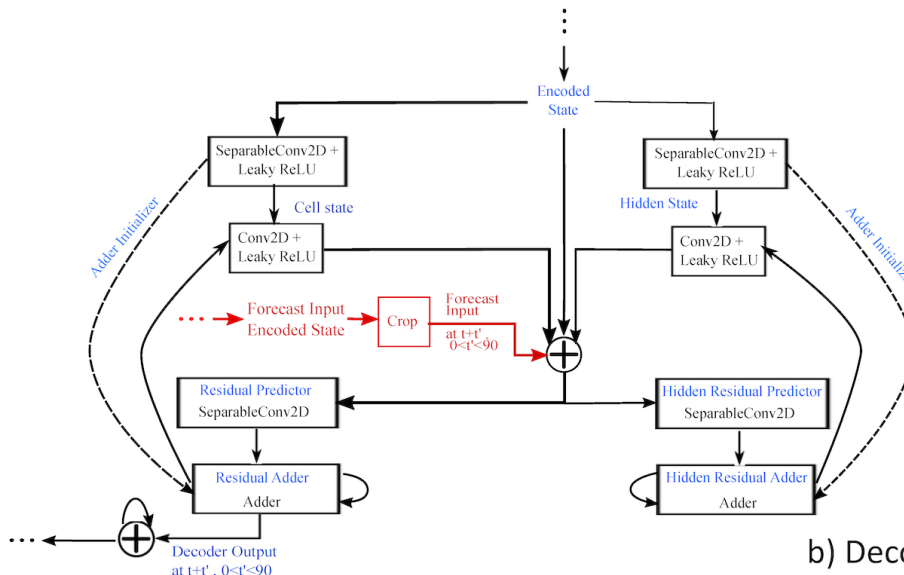 Encoded
State
SeparableConv2D +
Leaky ReLU
SeparableConv2D +
Leaky ReLU
Adder Initializer
Cell state
Hidden State
Adder Initializer
Conv2D +
Leaky ReLU
Conv2D +
Leaky ReLU
Forecast Input
Encoded State
Crop
Forecast
Input
at t+t' ,
0<t'<90
Residual Predictor
SeparableConv2D
Hidden Residual Predictor
SeparableConv2D
Residual Adder
Adder
Hidden Residual Adder
Adder
Decoder Output
at t+t' , 0<t'<90
b) Deco